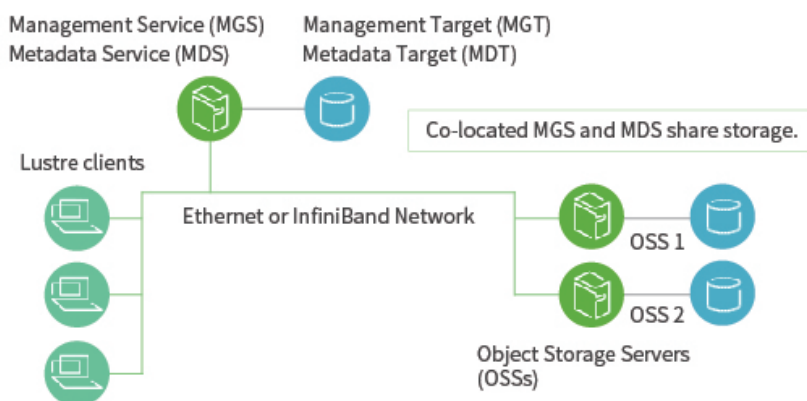 Management Service (MGS)
Metadata Service (MDS)
Management Target (MGT)
Metadata Target (MDT)
Co-located MGS and MDS share storage.
Lustre clients
Ethernet or InfiniBand Network
OSS 1
OSS 2
Object Storage Servers
(OSSs)